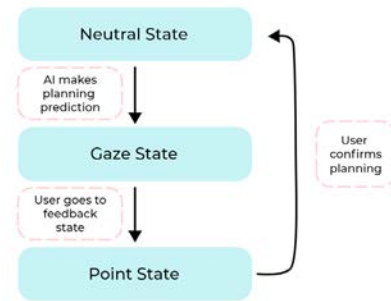 Neutral State
AI makes
planning
prediction
Gaze State
User
confirms
planning
User goes to
feedback
state
Point State